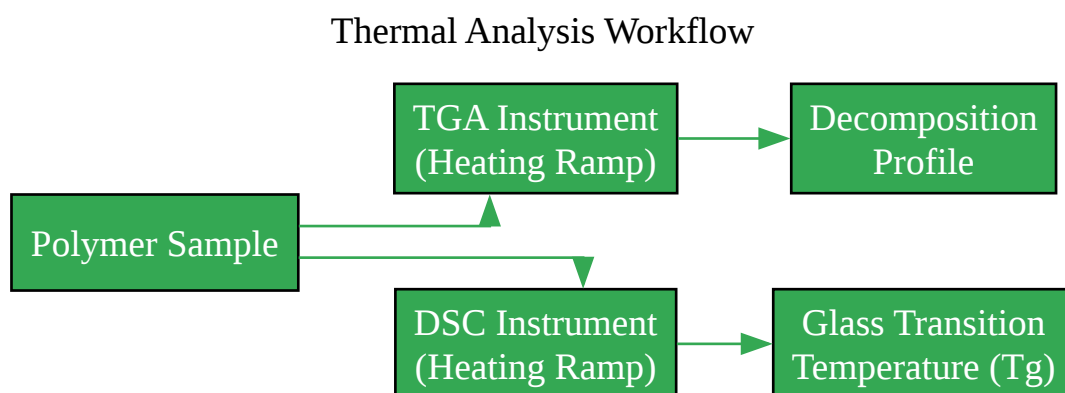 Thermal Analysis Workflow
TGA Instrument
(Heating Ramp)
Decomposition
Profile
Polymer Sample
DSC Instrument
(Heating Ramp)
Glass Transition
Temperature (Tg)